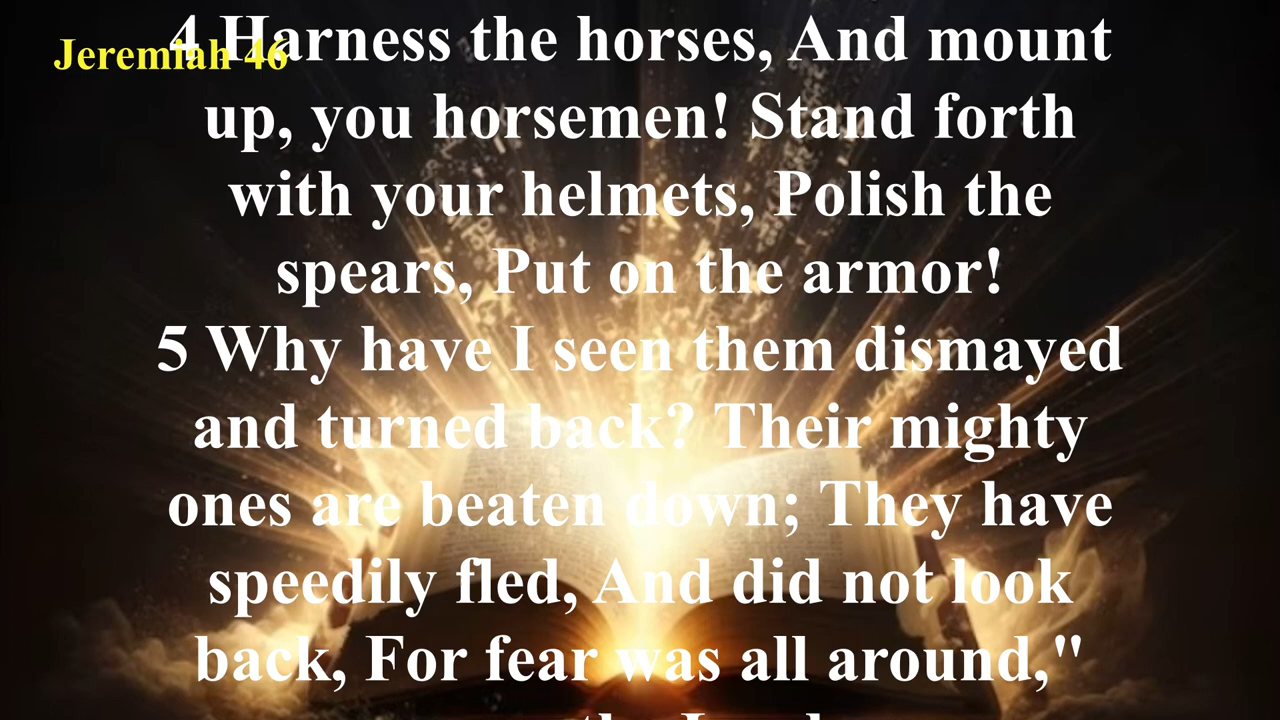 Jeremiah 46
4 Harness the horses, And mount
up, you horsemen! Stand forth
with your helmets, Polish the
spears, Put on the armor!
5 Why have I seen them dismayed
and turned back? Their mighty
ones are beaten down; They have
speedily fled, And did not look
back, For fear was all around,"